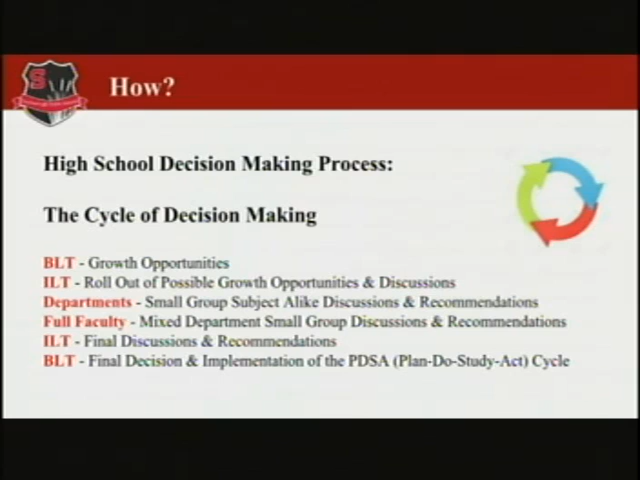 S
How?
High School Decision Making Process:
The Cycle of Decision Making
BLT - Growth Opportunities
ILT - Roll Out of Possible Growth Opportunities & Discussions
Departments - Small Group Subject Alike Discussions & Recommendations
Full Faculty - Mixed Department Small Group Discussions & Recommendations
ILT - Final Discussions & Recommendations
BLT - Final Decision & Implementation of the PDSA (Plan-Do-Study-Act) Cycle